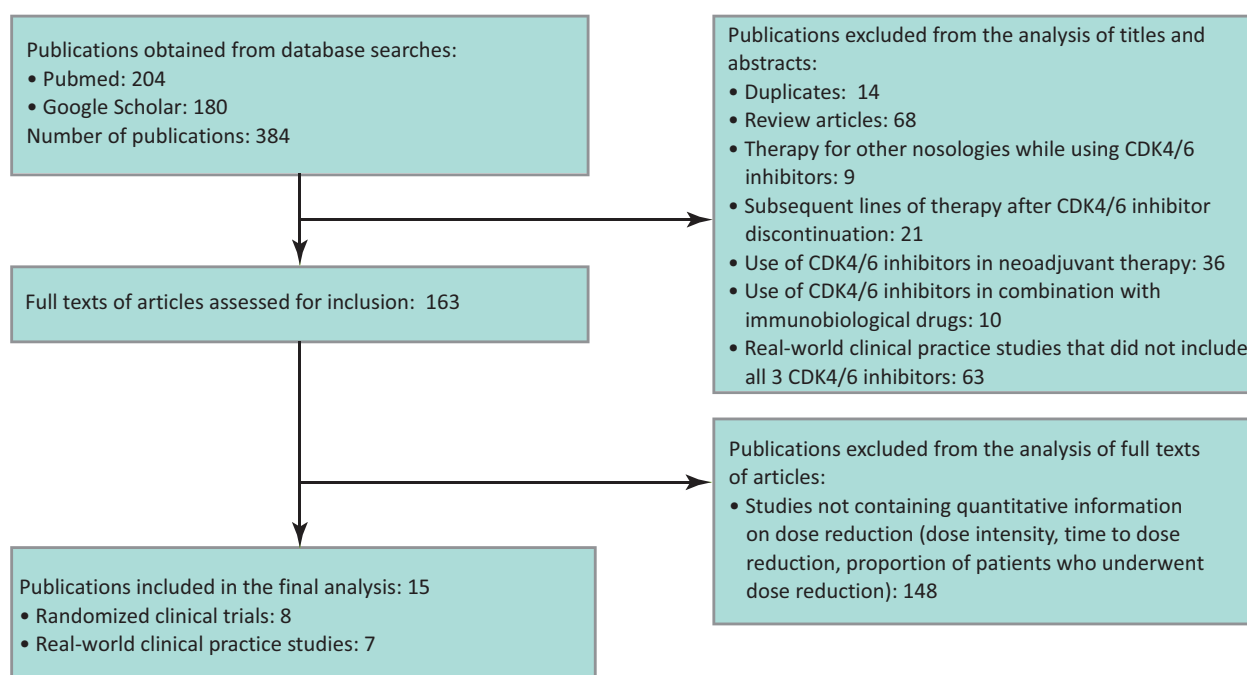 Publications obtained from database searches:
• Pubmed: 204
• Google Scholar: 180
Number of publications: 384
Publications excluded from the analysis of titles and
abstracts:
• Duplicates:  14
• Review articles: 68
• Therapy for other nosologies while using CDK4/6
inhibitors: 9
• Subsequent lines of therapy after CDK4/6 inhibitor
discontinuation: 21
• Use of CDK4/6 inhibitors in neoadjuvant therapy: 36
• Use of CDK4/6 inhibitors in combination with
immunobiological drugs: 10
• Real-world clinical practice studies that did not include
all 3 CDK4/6 inhibitors: 63
Full texts of articles assessed for inclusion:  163
Publications excluded from the analysis of full texts
of articles:
• Studies not containing quantitative information
on dose reduction (dose intensity, time to dose
reduction, proportion of patients who underwent
dose reduction): 148
Publications included in the final analysis: 15
• Randomized clinical trials: 8
• Real-world clinical practice studies: 7